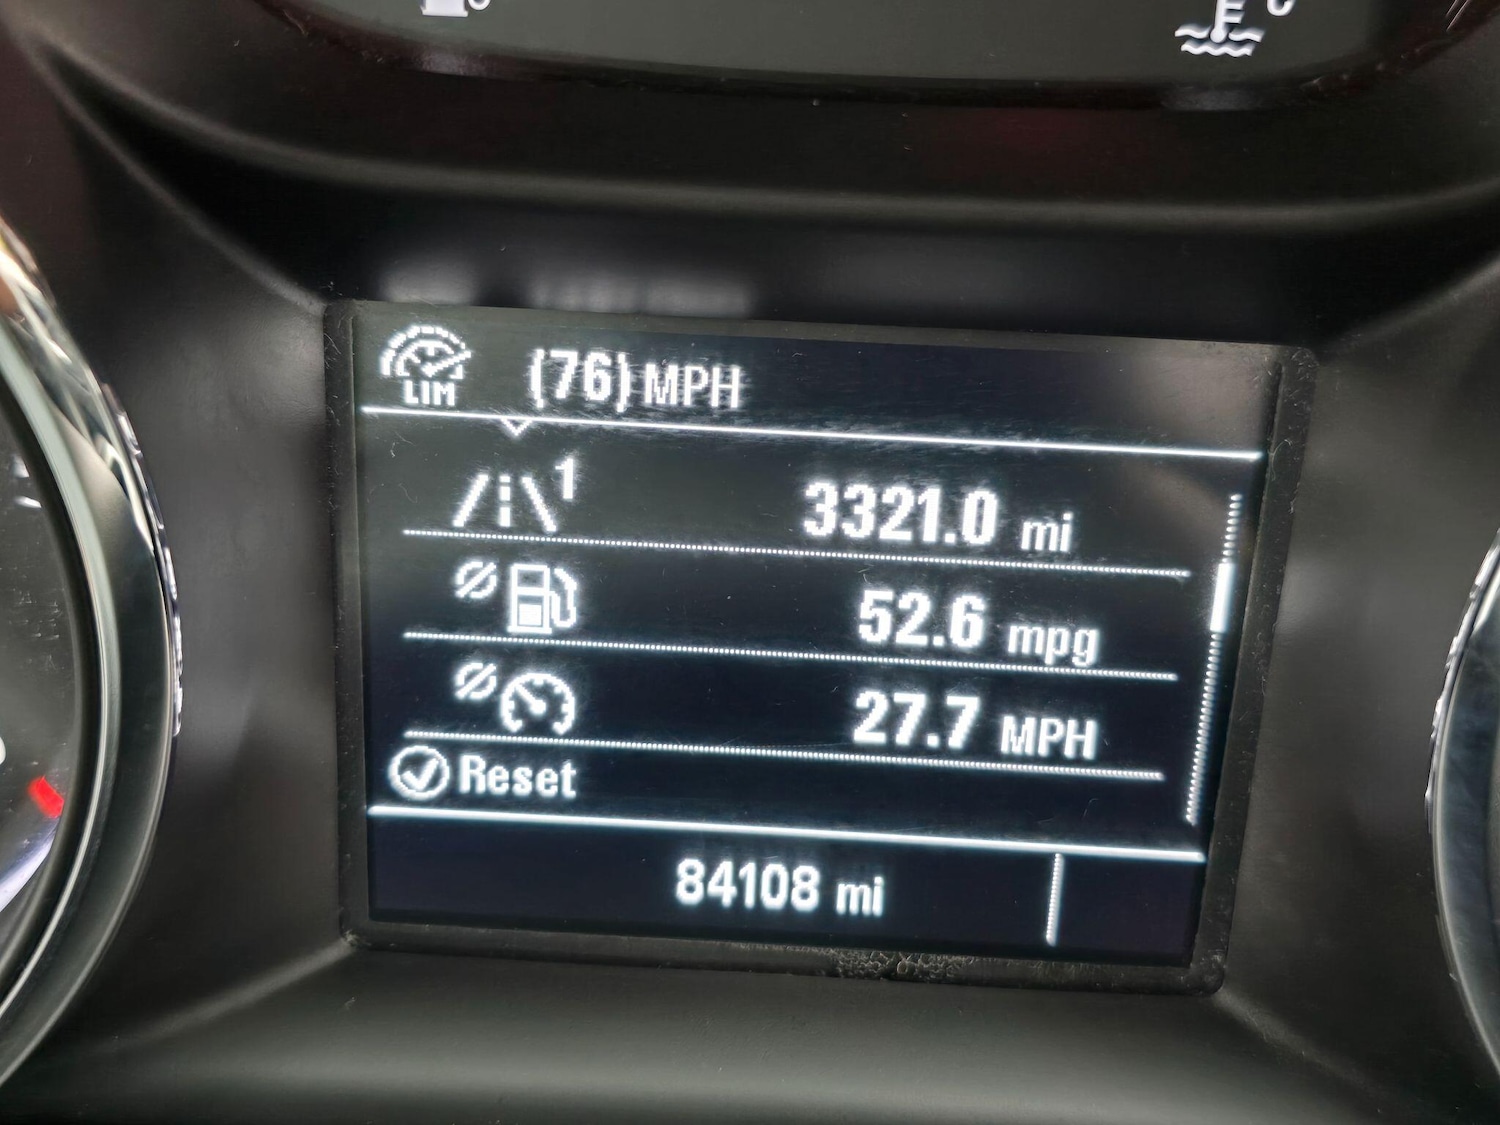 LIM (76) MPH
1 3321.0 mi
52.6 mpg
27.7 MPH
Reset
84108 mi